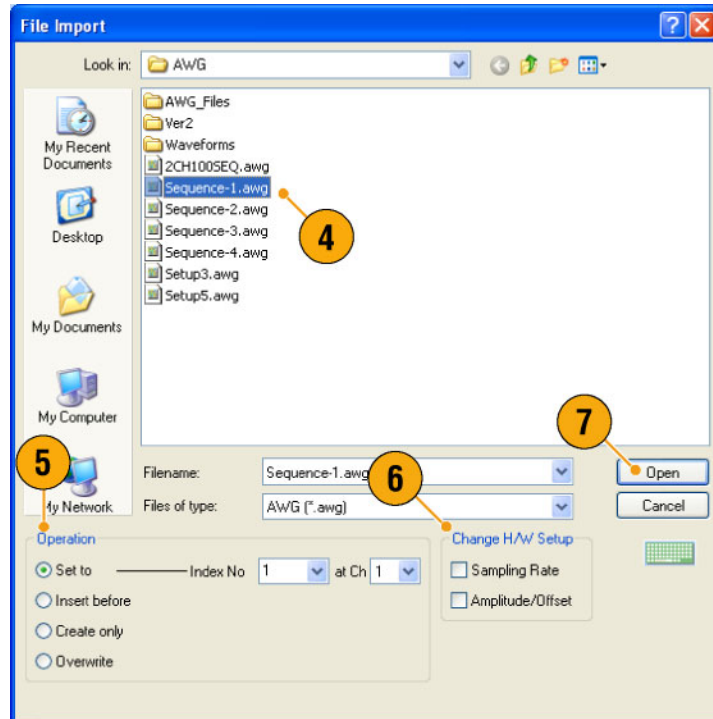 File Import
Look in: AWG
My Recent Documents
Desktop
My Documents
My Computer
My Network
AWG_Files
Ver2
Waveforms
2CH100SEQ.awg
Sequence-1.awg
Sequence-2.awg
Sequence-3.awg
Sequence-4.awg
Setup3.awg
Setup5.awg
4
5
6
7
Filename: Sequence-1.awg
Open
Files of type: AWG (*.awg)
Cancel
Operation
Set to Index No 1 at Ch 1
Insert before
Create only
Overwrite
Change H/W Setup
Sampling Rate
Amplitude/Offset